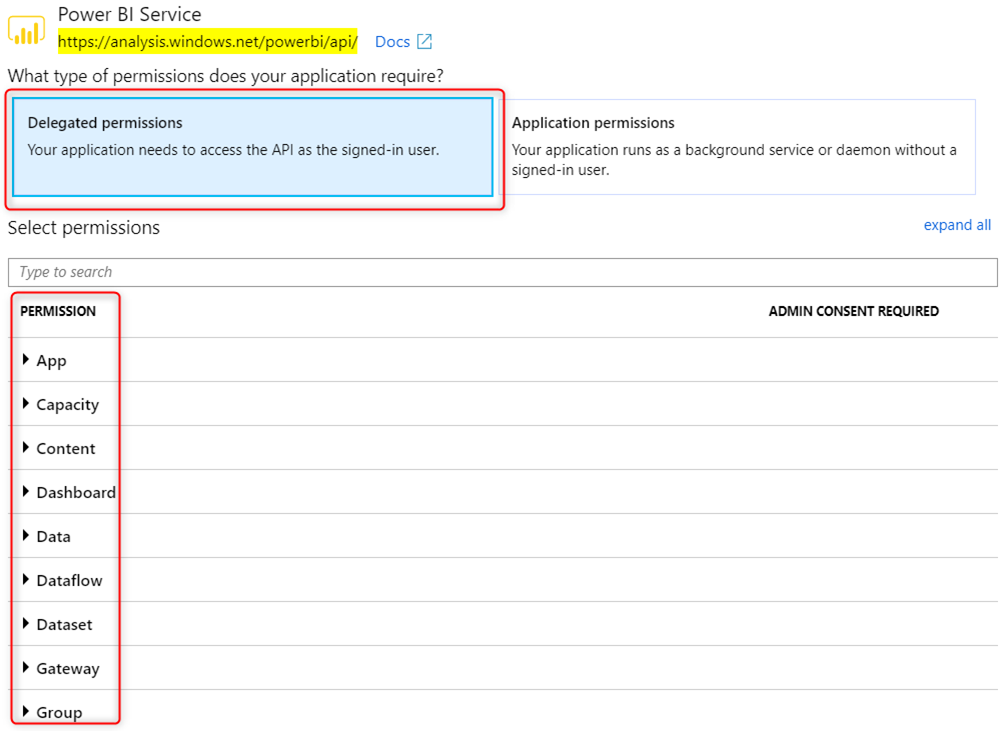 Power BI Service
https://analysis.windows.net/powerbi/api/ Docs
What type of permissions does your application require?
Delegated permissions
Your application needs to access the API as the signed-in user.
Application permissions
Your application runs as a background service or daemon without a
signed-in user.
Select permissions
expand all
Type to search
PERMISSION ADMIN CONSENT REQUIRED
App
Capacity
Content
Dashboard
Data
Dataflow
Dataset
Gateway
Group